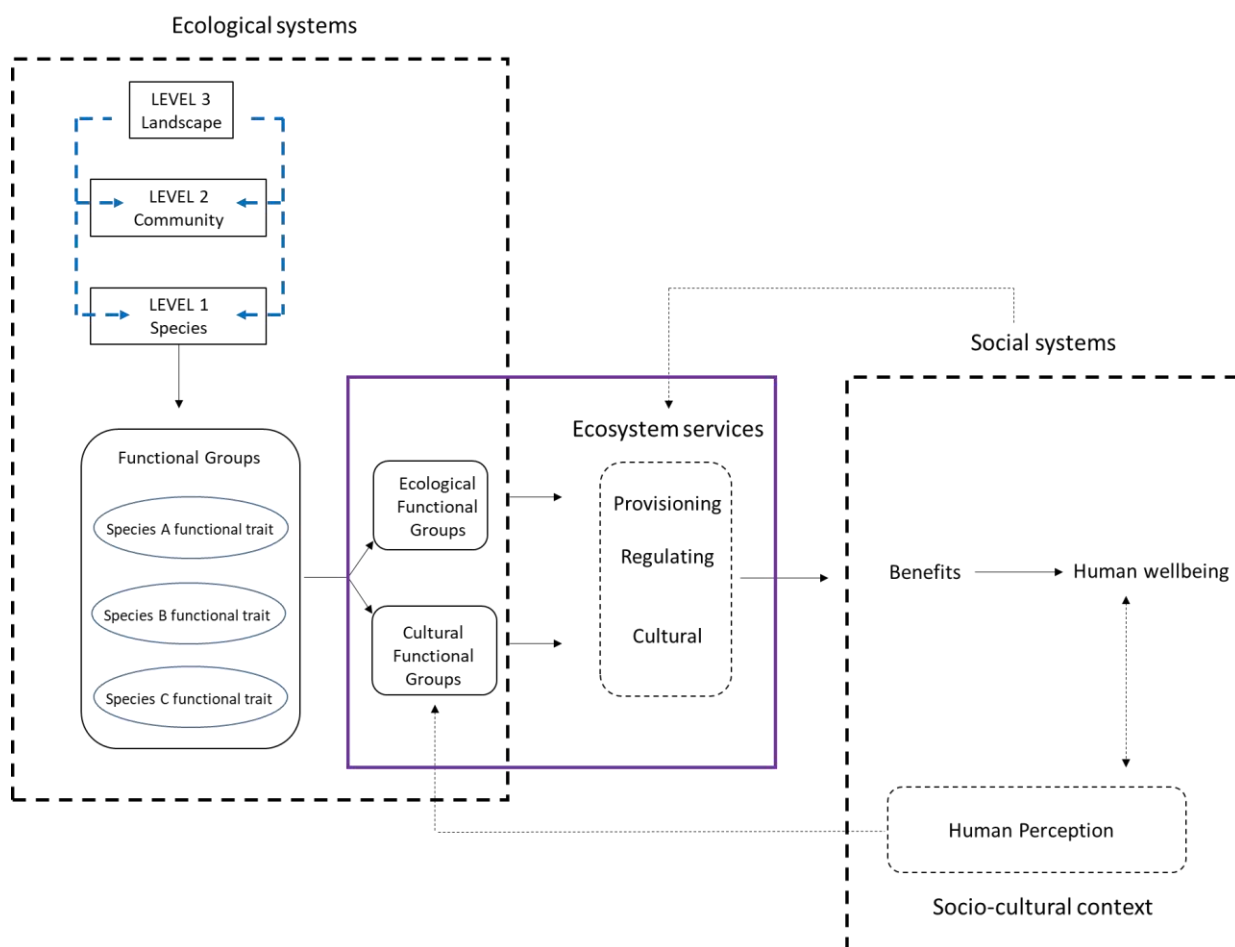 Ecological systems
LEVEL 3
Landscape
LEVEL 2
Community
LEVEL 1
Species
Functional Groups
Species A functional trait
Species B functional trait
Species C functional trait
Ecological
Functional
Groups
Cultural
Functional
Groups
Ecosystem services
Provisioning
Regulating
Cultural
Social systems
Benefits
Human wellbeing
Human Perception
Socio-cultural context